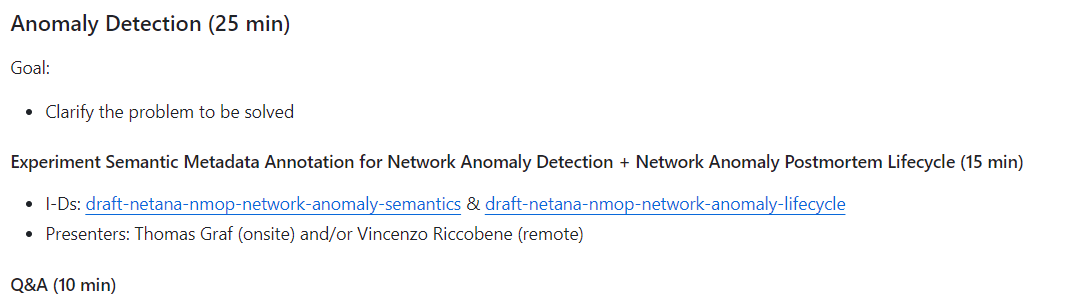 Anomaly Detection (25 min)
Goal:
• Clarify the problem to be solved
Experiment Semantic Metadata Annotation for Network Anomaly Detection + Network Anomaly Postmortem Lifecycle (15 min)
• I-Ds: draft-netana-nmop-network-anomaly-semantics & draft-netana-nmop-network-anomaly-lifecycle
• Presenters: Thomas Graf (onsite) and/or Vincenzo Riccobene (remote)
Q&A (10 min)